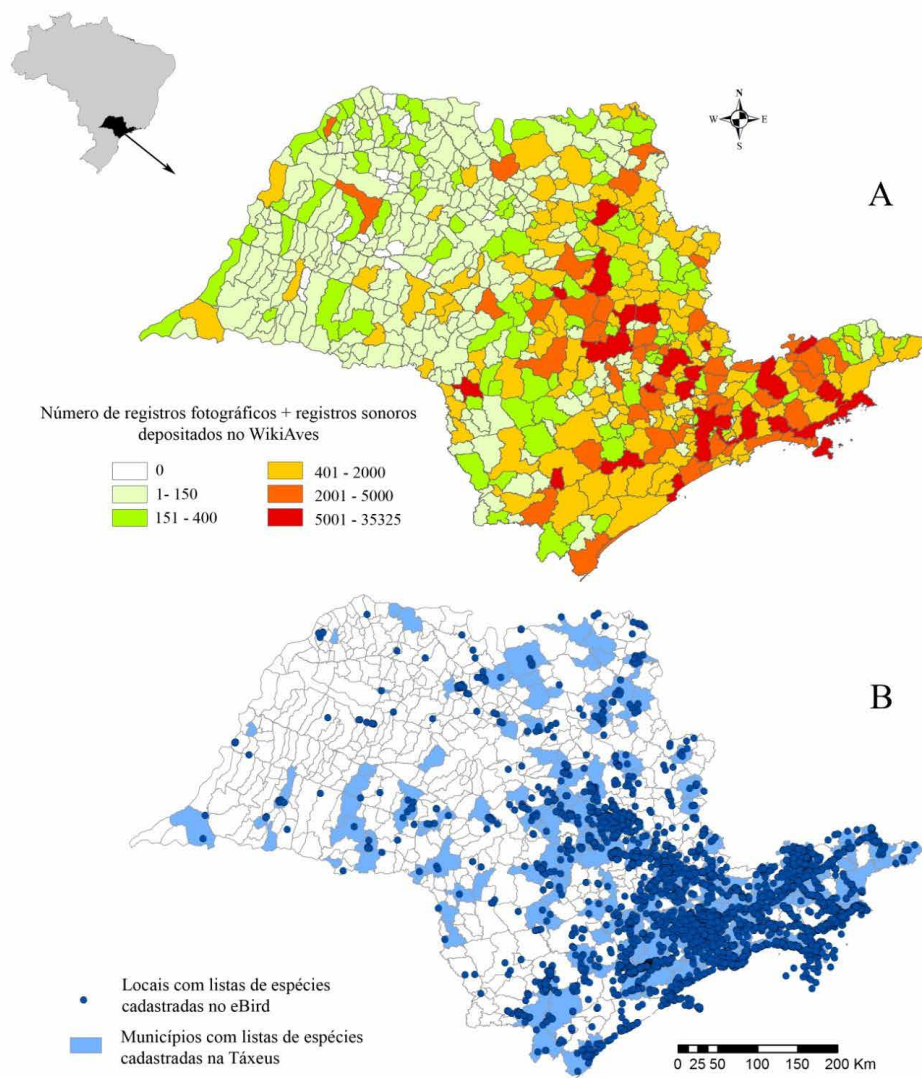 N
W
E
S
A
Número de registros fotográficos + registros sonoros
depositados no WikiAves
0
1- 150
151 - 400
401 - 2000
2001 - 5000
5001 - 35325
B
Locais com listas de espécies
cadastradas no eBird
Municípios com listas de espécies
cadastradas na Táxeus
0 25 50 100 150 200 Km